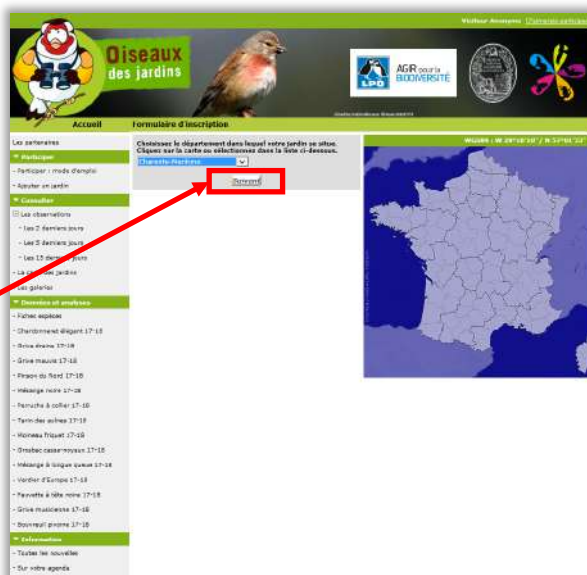 Visiteur Anonyme
Oiseaux
des jardins
LPO
AGIR pour la
BIODIVERSITÉ
Accueil
Formulaire d'inscription
Les partenaires
Participer
- Participer : mode d'emploi
- Ajouter un jardin
Consulter
Les observations
- Les 2 derniers jours
- Les 5 derniers jours
- Les 15 derniers jours
- La carte des jardins
- Les galeries
Données et analyses
- Fiches espèces
- Chardonneret élégant 17-18
- Grive draine 17-18
- Grive mauvis 17-18
- Pinson du Nord 17-18
- Mésange noire 17-18
- Perruche à collier 17-18
- Tarin des aulnes 17-18
- Moineau friquet 17-18
- Grosbec casse-noyaux 17-18
- Mésange à longue queue 17-18
- Verdier d'Europe 17-18
- Fauvette à tête noire 17-18
- Grive musicienne 17-18
- Bouvreuil pivoine 17-18
Information
- Toutes les nouvelles
- Sur votre agenda
Choisissez le département dans lequel votre jardin se situe.
Cliquez sur la carte ou sélectionnez dans la liste ci-dessous.
Charente-Maritime